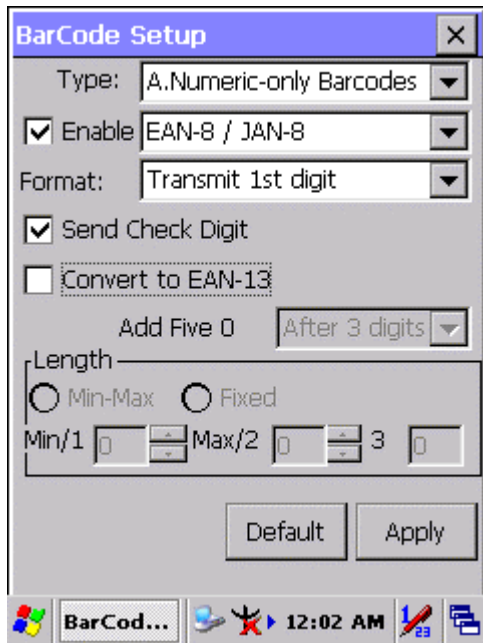 BarCode Setup
Type: A.Numeric-only Barcodes
Enable EAN-8 / JAN-8
Format: Transmit 1st digit
Send Check Digit
Convert to EAN-13
Add Five 0 After 3 digits
Length
Min-Max Fixed
Min/1 0 Max/2 0 3 0
Default Apply
BarCod... 12:02 AM 1 23